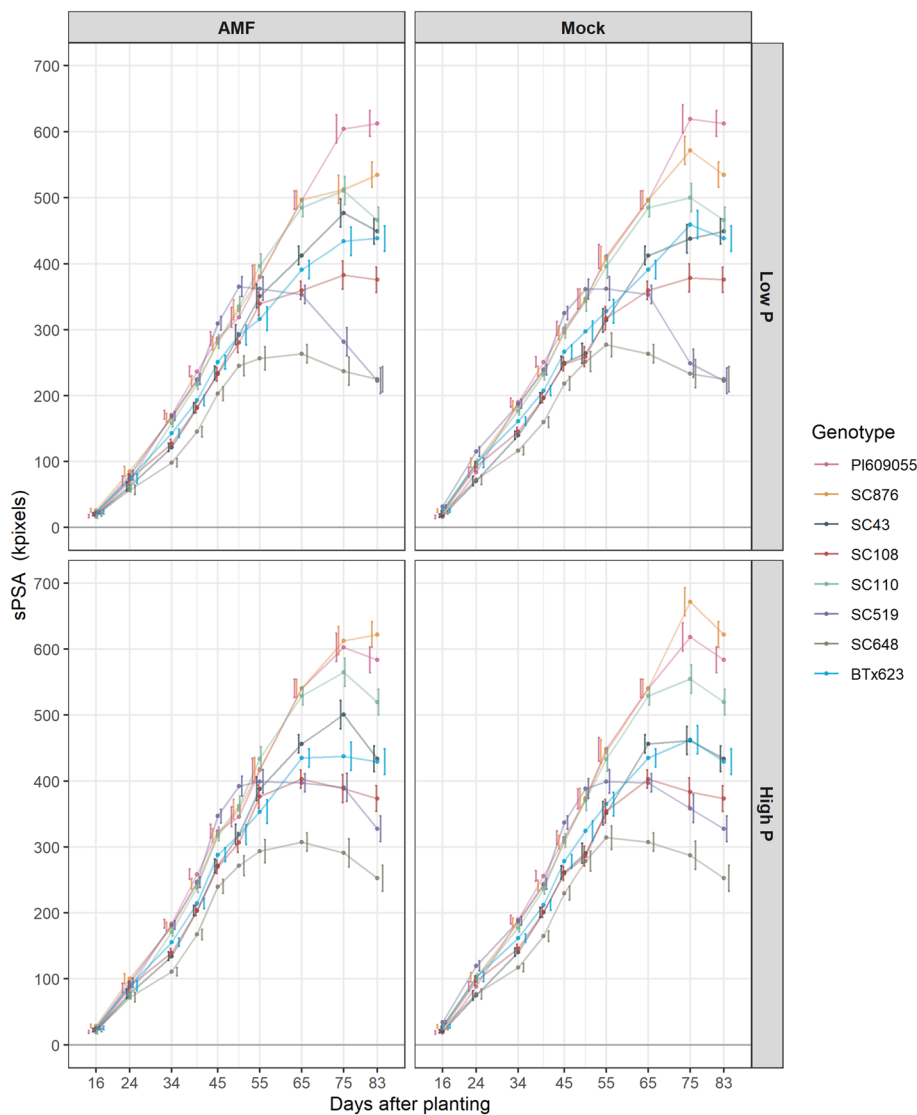 AMF Mock
700
600
500
400
300
200
100
0
Low P
700
600
500
400
300
200
100
0
High P
sPSA (kpixels)
16 24 34 45 55 65 75 83 16 24 34 45 55 65 75 83
Days after planting
Genotype
PI609055
SC876
SC43
SC108
SC110
SC519
SC648
BTx623